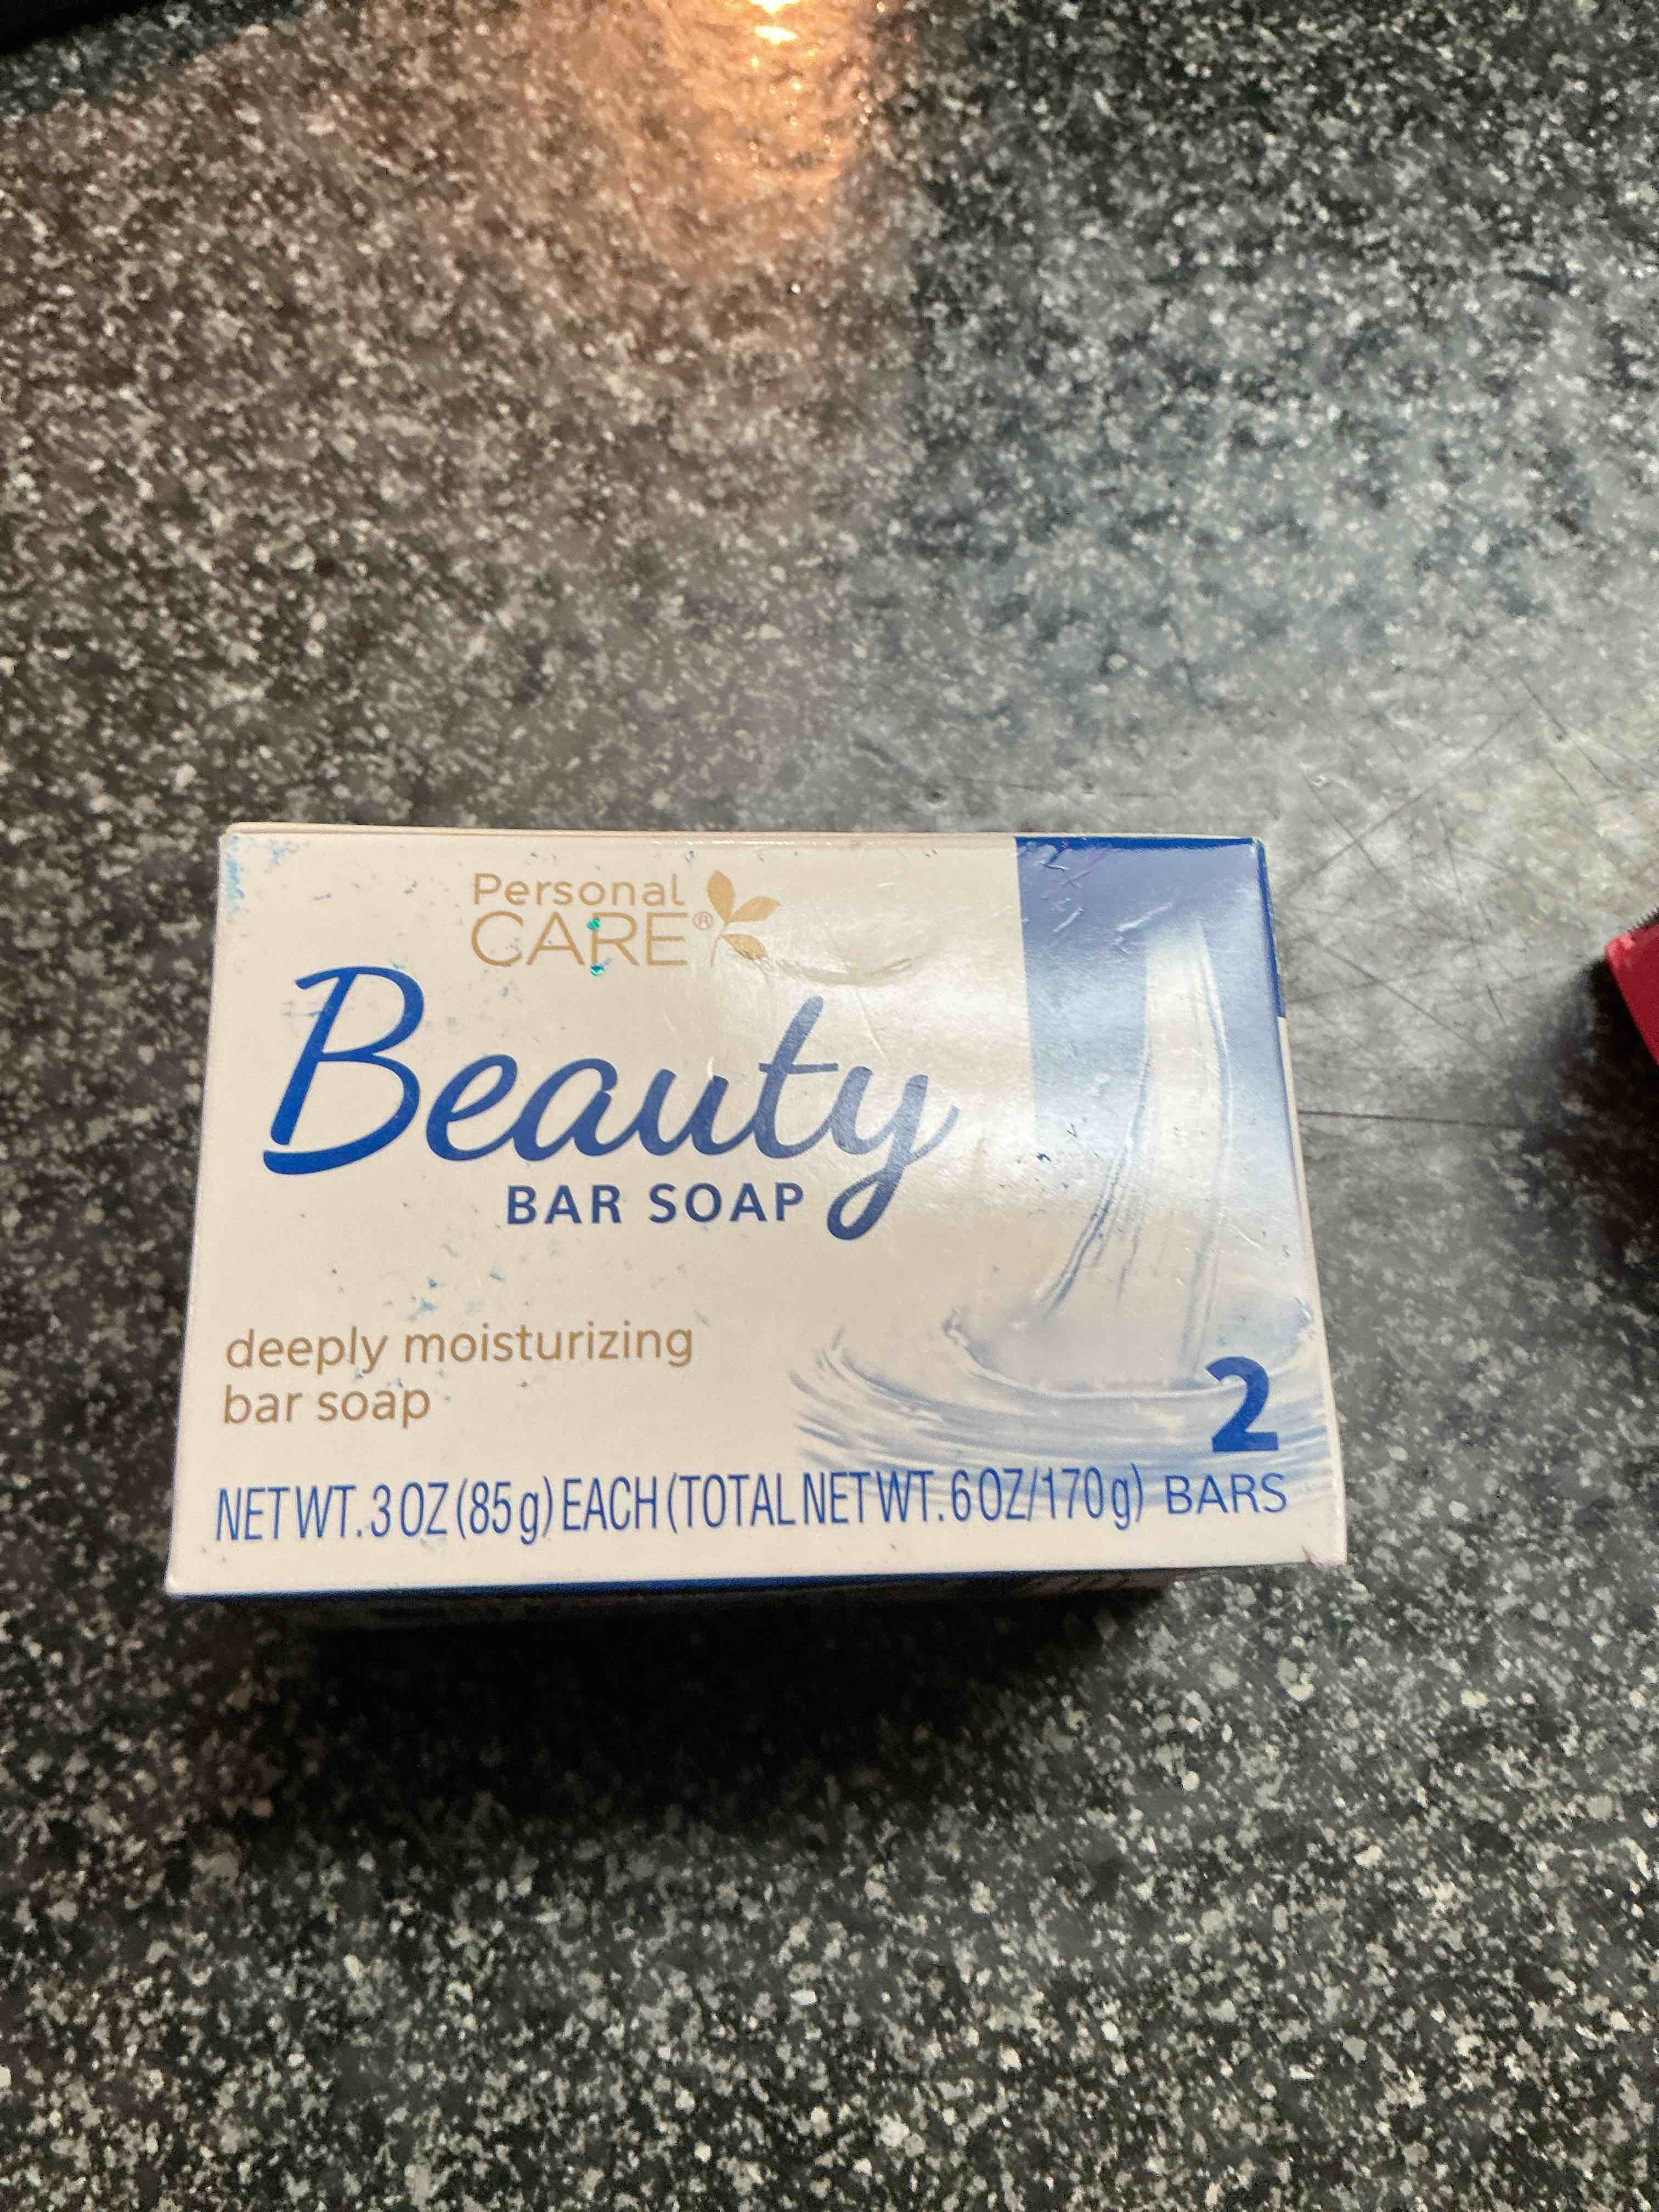 Personal
CARE®
Beauty
BAR SOAP
deeply moisturizing
bar soap
2
NET WT. 3 OZ (85 g) EACH (TOTAL NET WT. 6 OZ/170 g) BARS